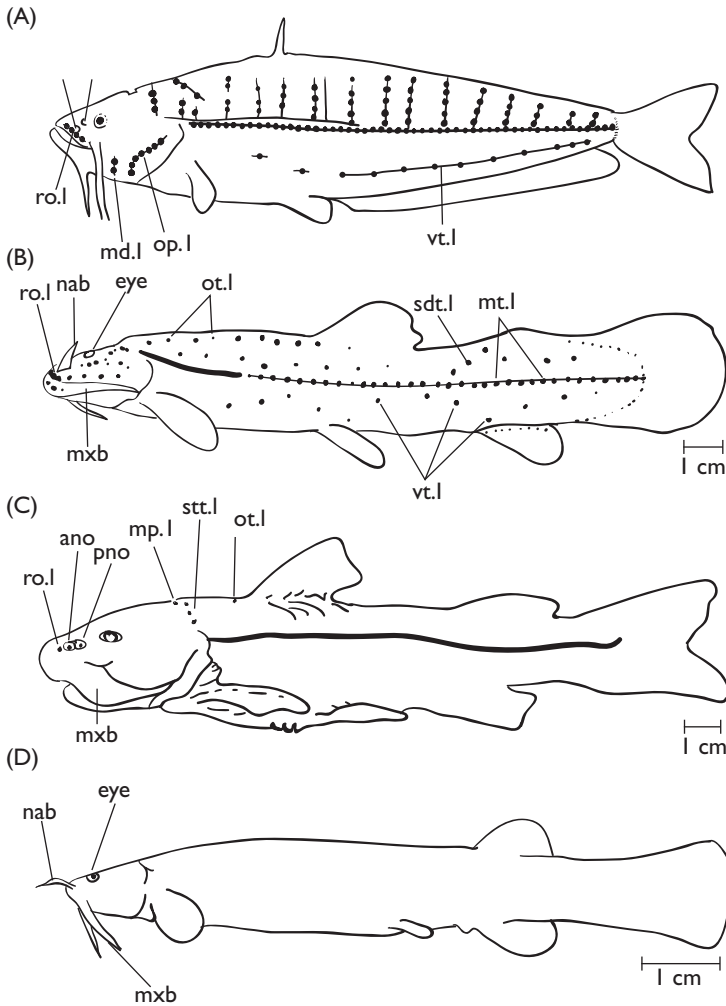 (A)
ro.l
md.l
op.l
vt.l
(B)
ro.l
nab
eye
ot.l
sdt.l
mt.l
mxb
vt.l
1 cm
(C)
ro.l
ano
pno
mp.l
stt.l
ot.l
mxb
1 cm
(D)
nab
eye
mxb
1 cm